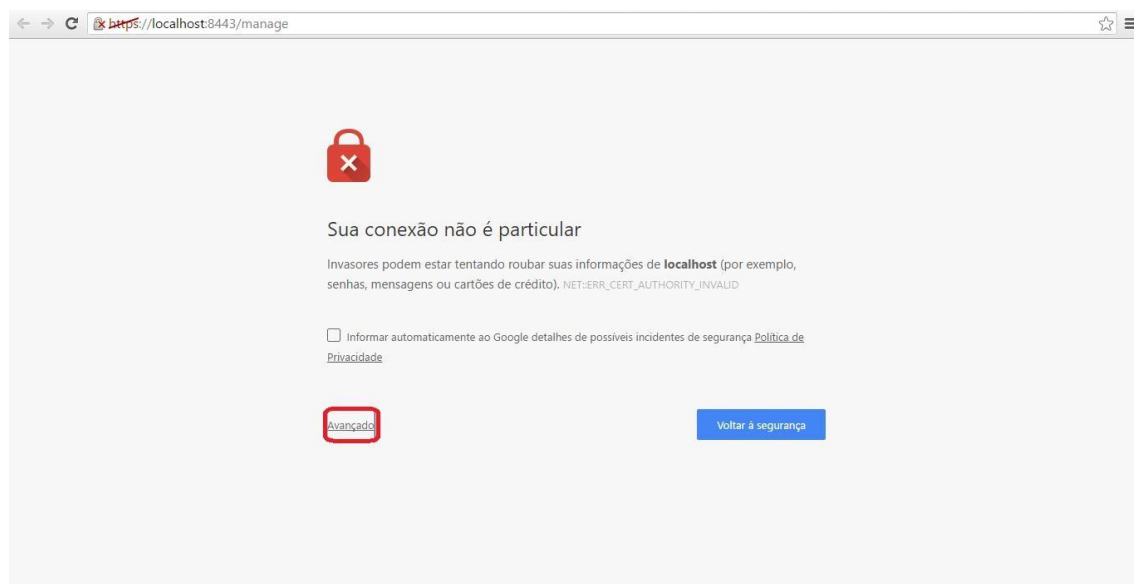 https://localhost:8443/manage
Sua conexão não é particular
Invasores podem estar tentando roubar suas informações de localhost (por exemplo,
senhas, mensagens ou cartões de crédito). NET::ERR_CERT_AUTHORITY_INVALID
Informar automaticamente ao Google detalhes de possíveis incidentes de segurança Política de
Privacidade
Avançado
Voltar à segurança